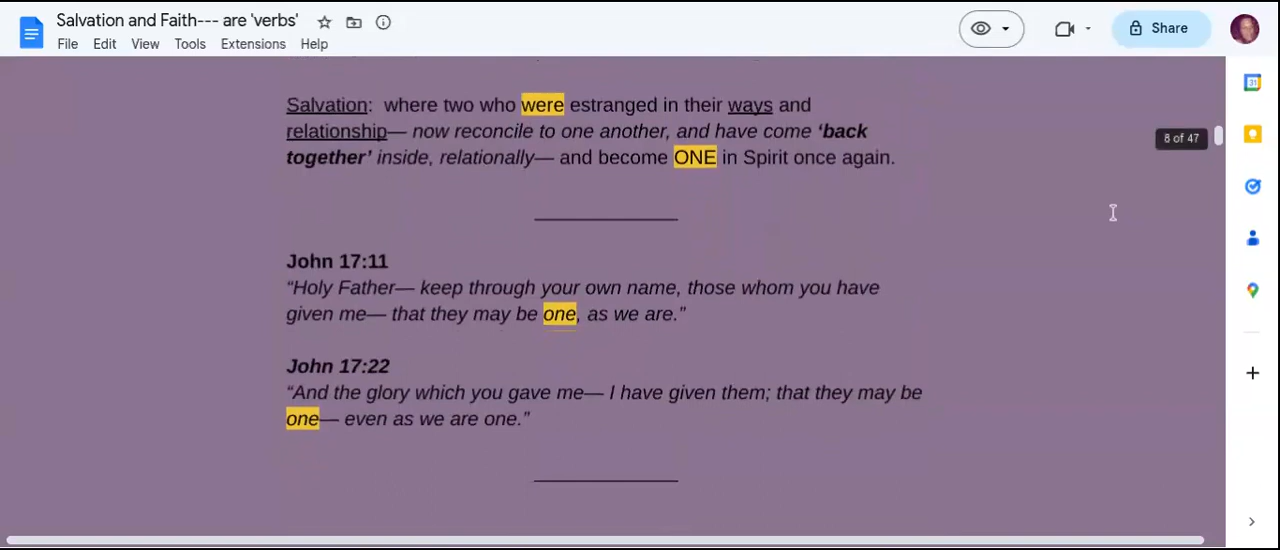 Salvation and Faith--- are 'verbs'
File Edit View Tools Extensions Help
Share
Salvation: where two who were estranged in their ways and
relationship— now reconcile to one another, and have come ‘back
together’ inside, relationally— and become ONE in Spirit once again.
8 of 47
John 17:11
“Holy Father— keep through your own name, those whom you have
given me— that they may be one, as we are.”
John 17:22
“And the glory which you gave me— I have given them; that they may be
one— even as we are one.”
31